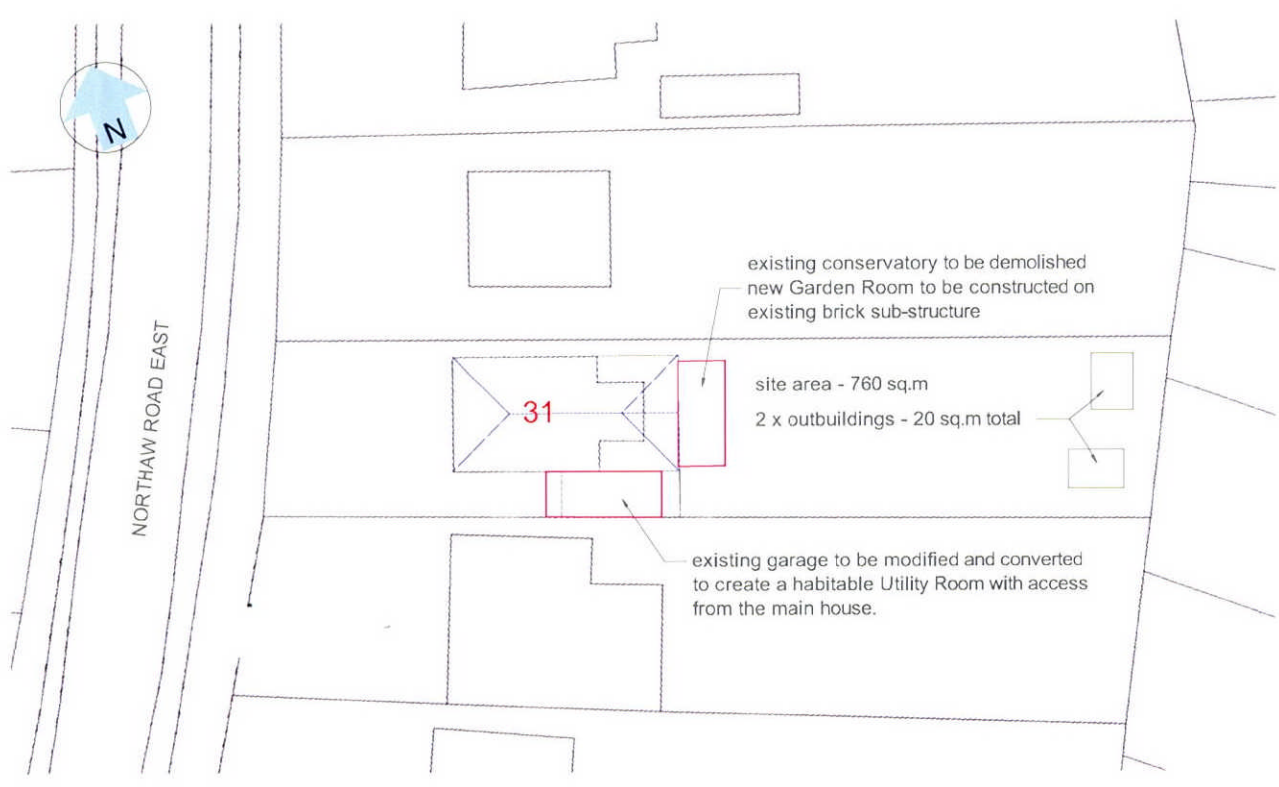 N
existing conservatory to be demolished
new Garden Room to be constructed on
existing brick sub-structure
NORTHAW ROAD EAST
31
site area - 760 sq.m
2 x outbuildings - 20 sq.m total
existing garage to be modified and converted
to create a habitable Utility Room with access
from the main house.